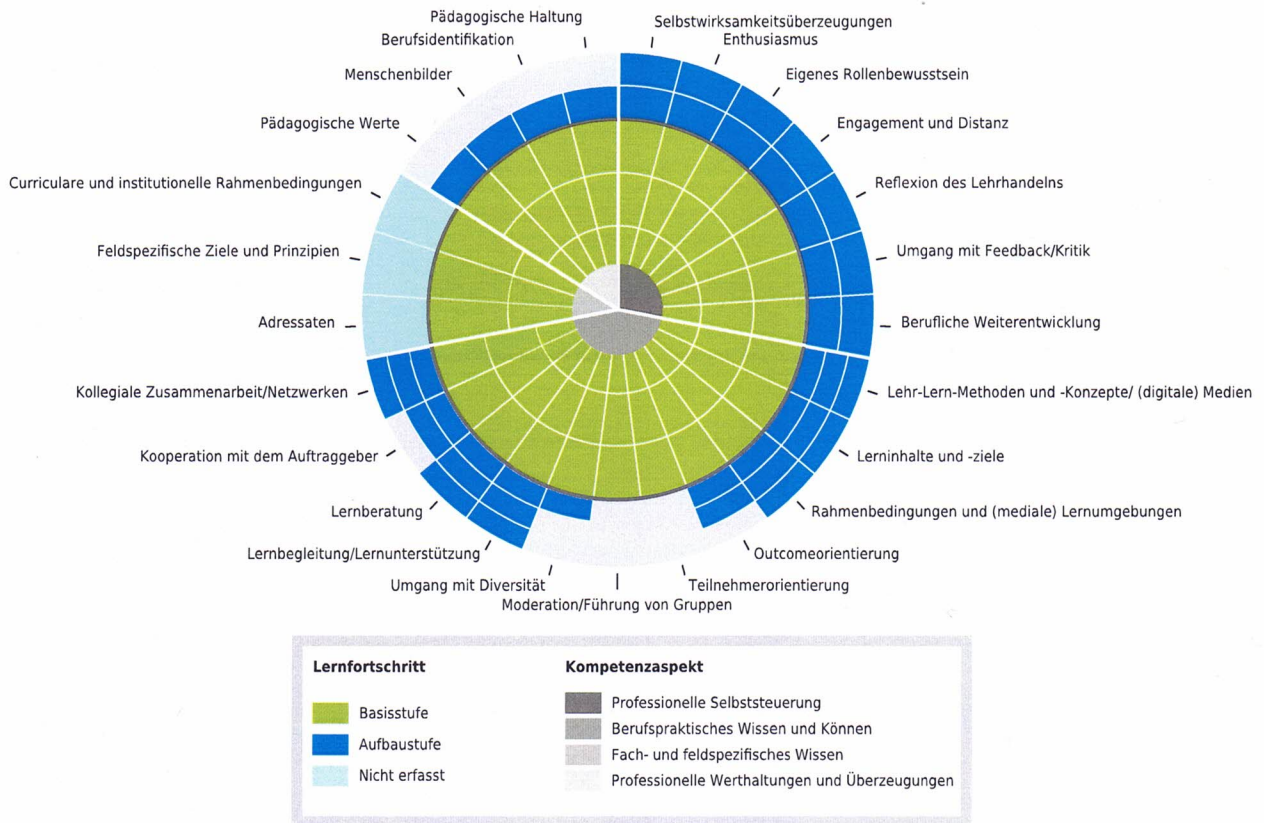 Pädagogische Haltung
Berufsidentifikation
Menschenbilder
Pädagogische Werte
Curriculare und institutionelle Rahmenbedingungen
Feldspezifische Ziele und Prinzipien
Adressaten
Kollegiale Zusammenarbeit/Netzwerken
Kooperation mit dem Auftraggeber
Lernberatung
Lernbegleitung/Lernunterstützung
Umgang mit Diversität
Moderation/Führung von Gruppen
Selbstwirksamkeitsüberzeugungen
Enthusiasmus
Eigenes Rollenbewusstsein
Engagement und Distanz
Reflexion des Lehrhandelns
Umgang mit Feedback/Kritik
Berufliche Weiterentwicklung
Lehr-Lern-Methoden und -Konzepte/ (digitale) Medien
Lerninhalte und -ziele
Rahmenbedingungen und (mediale) Lernumgebungen
Outcomeorientierung
Teilnehmerorientierung
Lernfortschritt
Basisstufe
Aufbaustufe
Nicht erfasst
Kompetenzaspekt
Professionelle Selbststeuerung
Berufspraktisches Wissen und Können
Fach- und feldspezifisches Wissen
Professionelle Werthaltungen und Überzeugungen